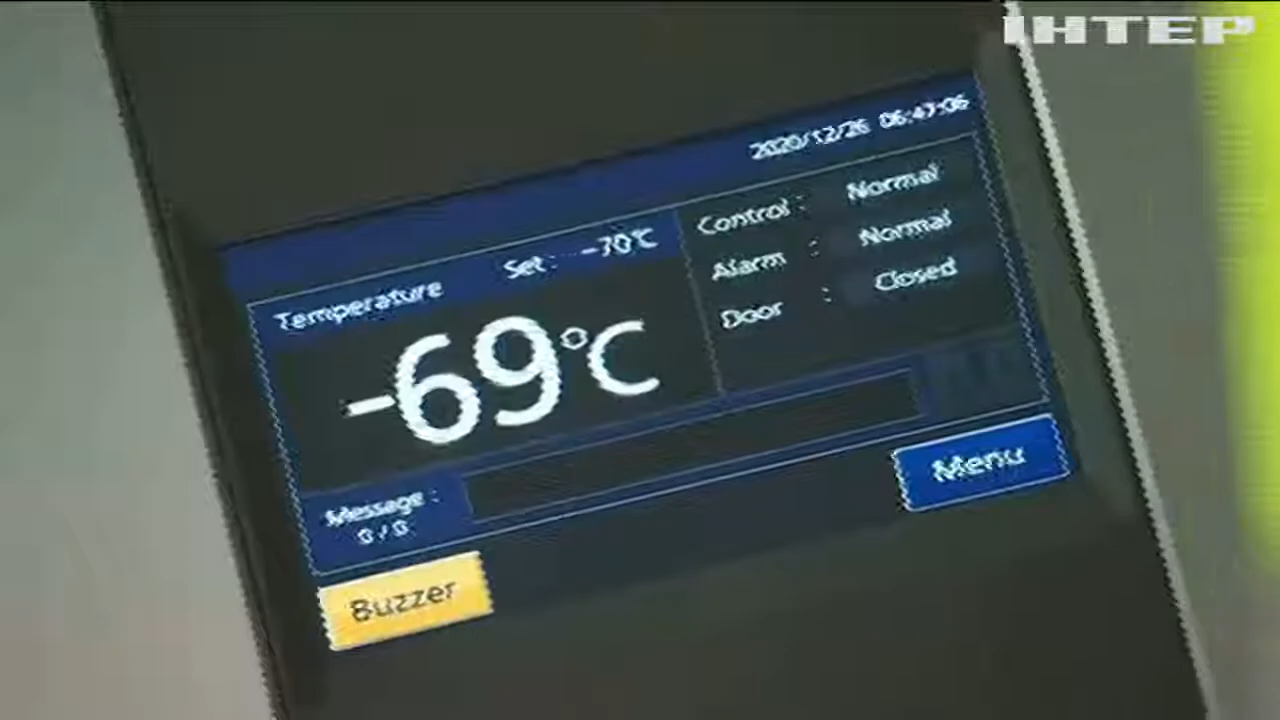 ІНТЕР
2020/12/26 06:47:06
Temperature Set : -70℃
-69℃
Control : Normal
Alarm : Normal
Door : Closed
Message :
0 / 0
Menu
Buzzer